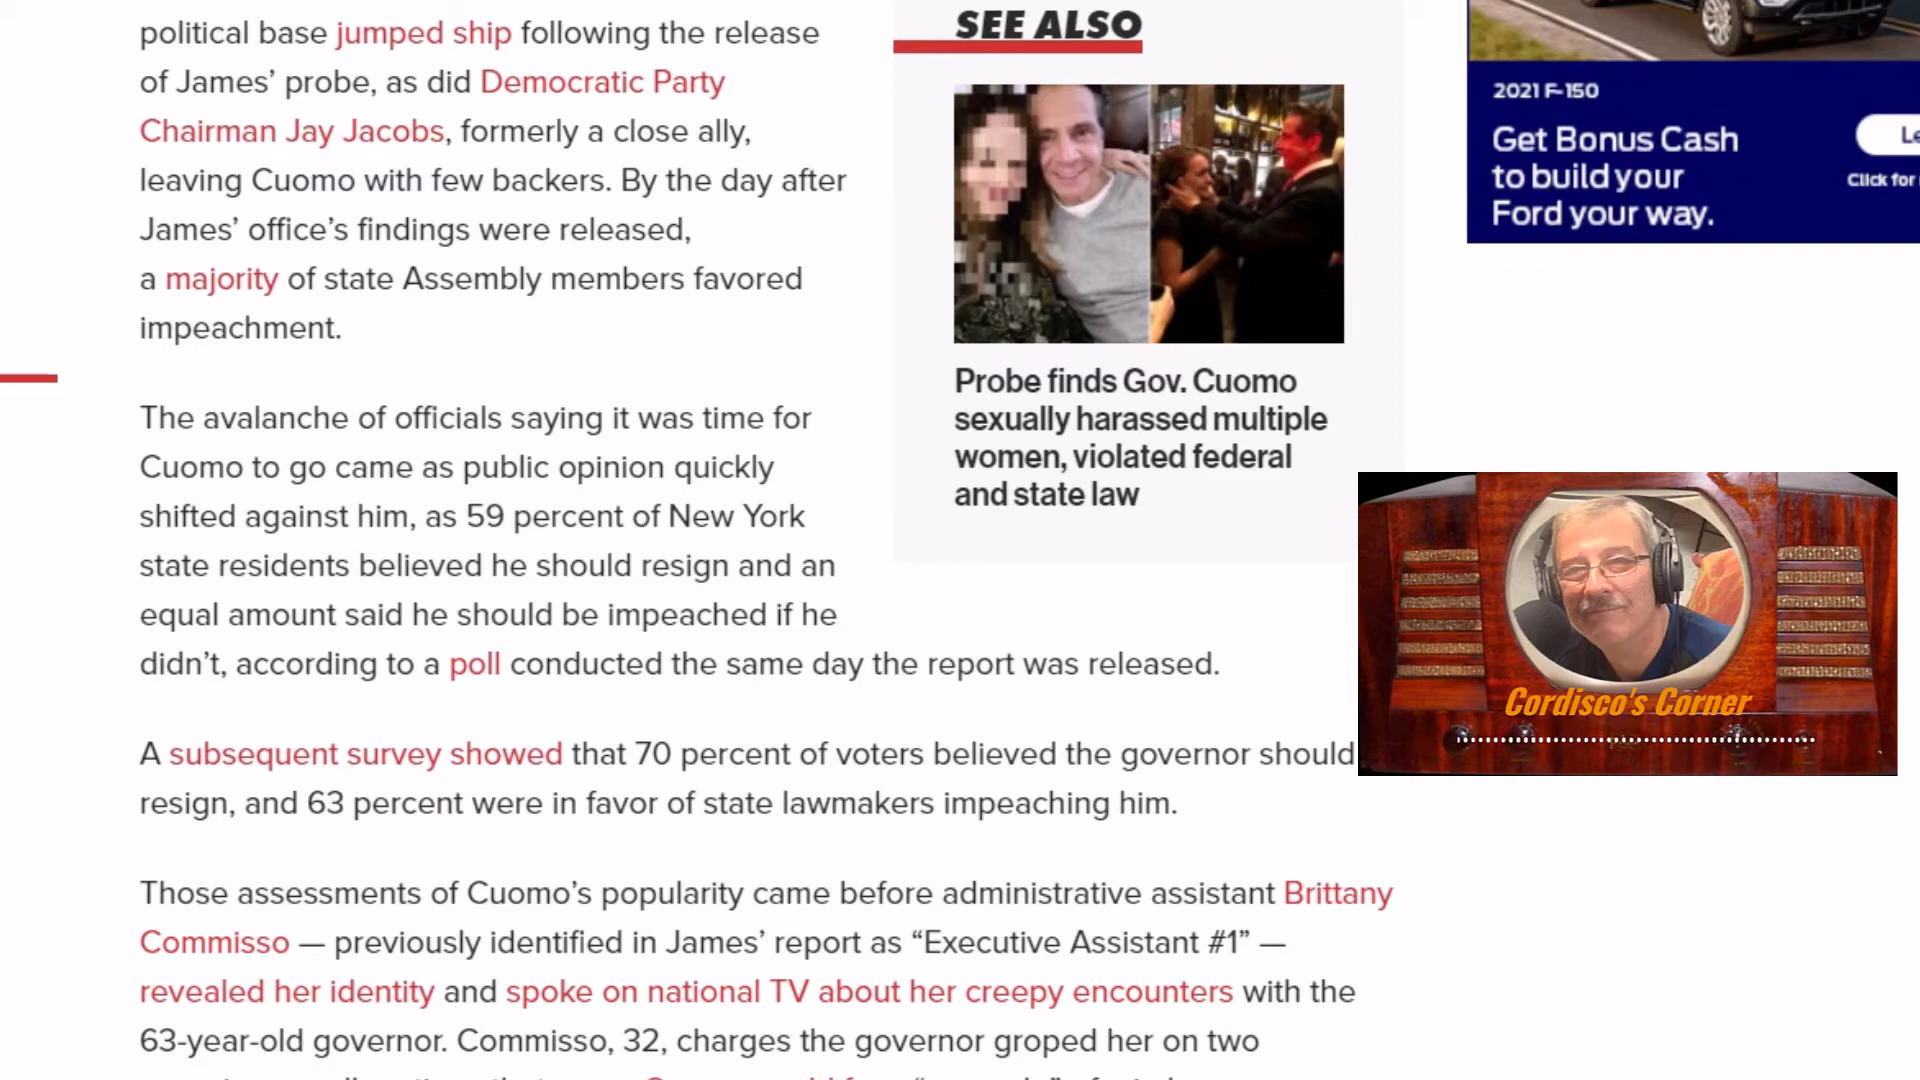 political base jumped ship following the release
of James’ probe, as did Democratic Party
Chairman Jay Jacobs, formerly a close ally,
leaving Cuomo with few backers. By the day after
James’ office’s findings were released,
a majority of state Assembly members favored
impeachment.
The avalanche of officials saying it was time for
Cuomo to go came as public opinion quickly
shifted against him, as 59 percent of New York
state residents believed he should resign and an
equal amount said he should be impeached if he
didn’t, according to a poll conducted the same day the report was released.
A subsequent survey showed that 70 percent of voters believed the governor should
resign, and 63 percent were in favor of state lawmakers impeaching him.
Those assessments of Cuomo’s popularity came before administrative assistant Brittany
Commisso — previously identified in James’ report as “Executive Assistant #1” —
revealed her identity and spoke on national TV about her creepy encounters with the
63-year-old governor. Commisso, 32, charges the governor groped her on two
SEE ALSO
Probe finds Gov. Cuomo
sexually harassed multiple
women, violated federal
and state law
2021 F-150
Get Bonus Cash
to build your
Ford your way.
Click for
Cordisco's Corner